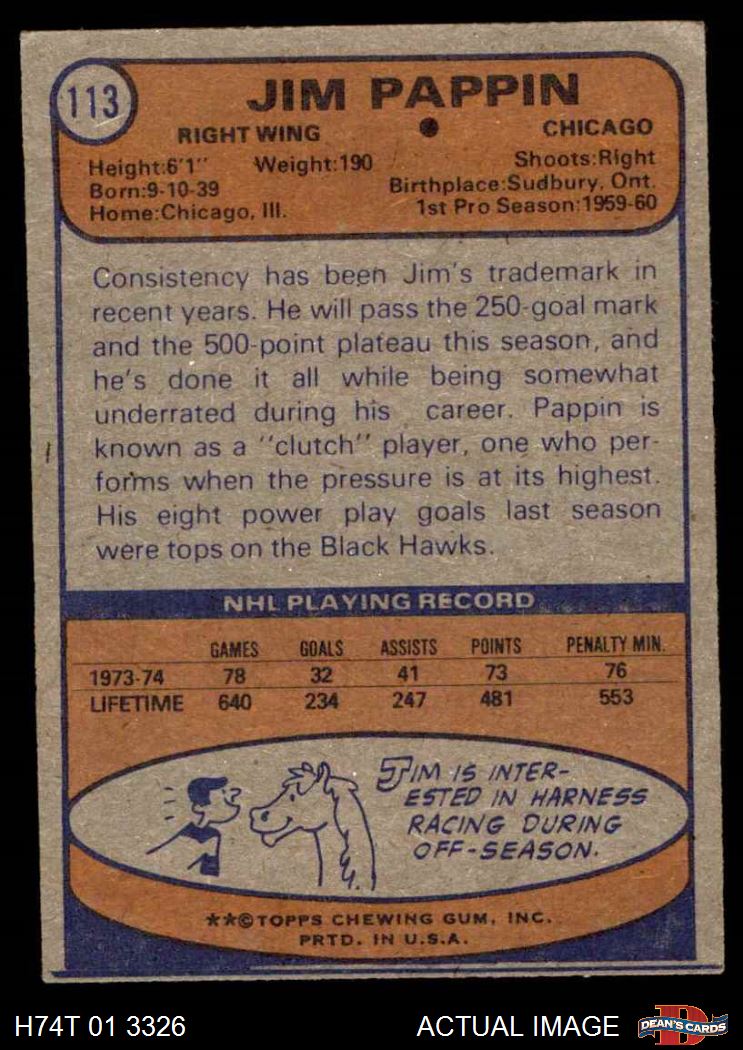 113
JIM PAPPIN
RIGHT WING ● CHICAGO
Height:6'1" Weight:190 Shoots:Right
Born:9-10-39 Birthplace:Sudbury, Ont.
Home:Chicago, Ill. 1st Pro Season:1959-60
Consistency has been Jim's trademark in
recent years. He will pass the 250-goal mark
and the 500-point plateau this season, and
he's done it all while being somewhat
underrated during his career. Pappin is
known as a "clutch" player, one who per-
forms when the pressure is at its highest.
His eight power play goals last season
were tops on the Black Hawks.
NHL PLAYING RECORD
GAMES GOALS ASSISTS POINTS PENALTY MIN.
1973-74 78 32 41 73 76
LIFETIME 640 234 247 481 553
JIM IS INTER-
ESTED IN HARNESS
RACING DURING
OFF-SEASON.
**©TOPPS CHEWING GUM, INC.
PRTD. IN U.S.A.
H74T 01 3326 ACTUAL IMAGE D DEAN'S CARDS